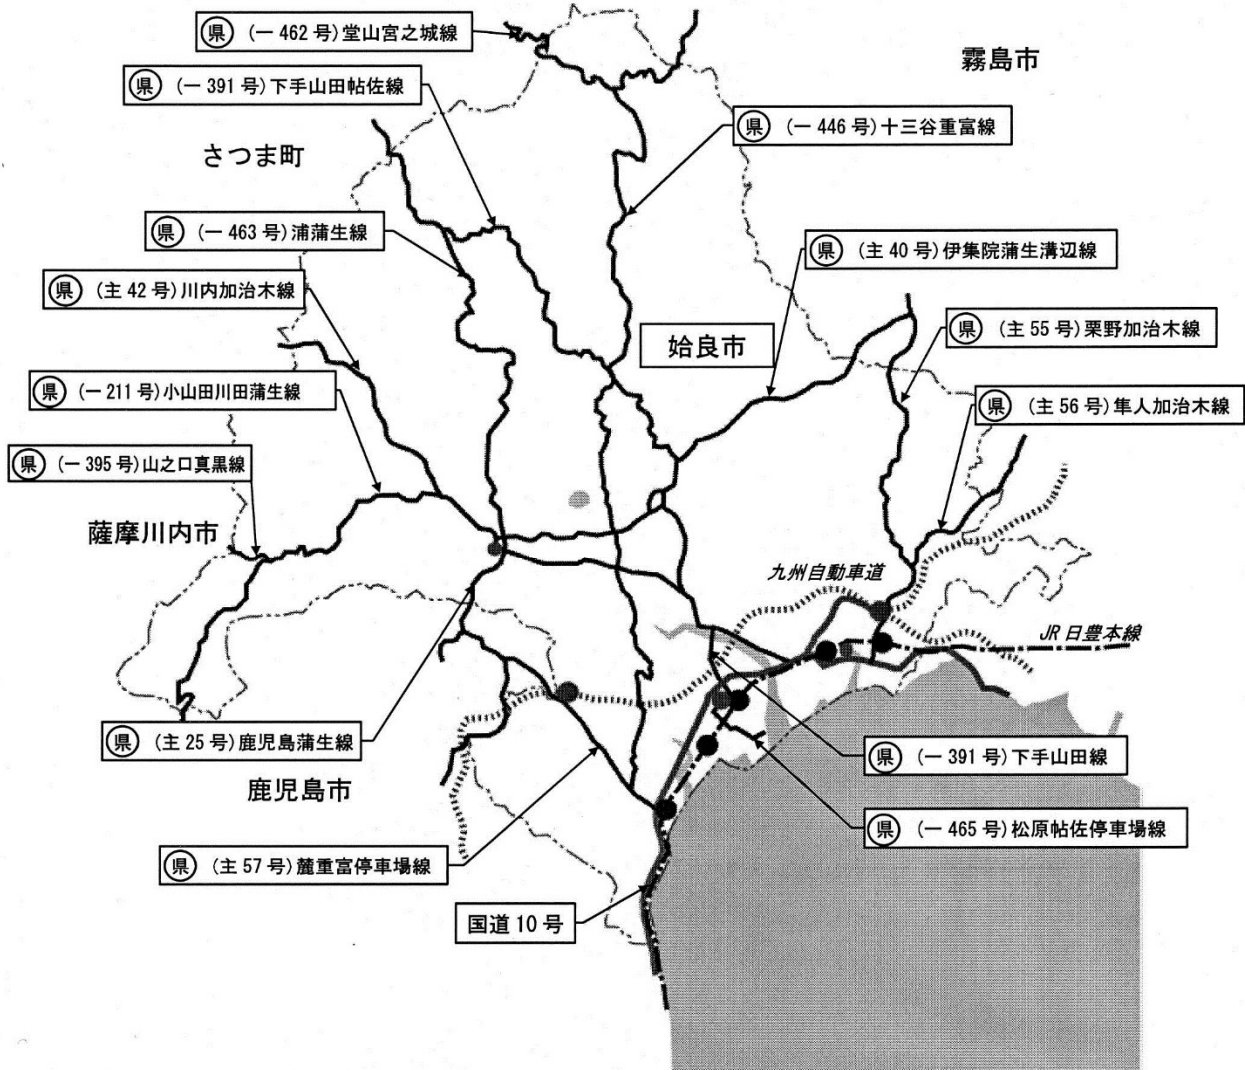 県 (一 462 号) 堂山宮之城線
霧島市
県 (一 391 号) 下手山田帖佐線
県 (一 446 号) 十三谷重富線
さつま町
県 (一 463 号) 浦蒲生線
県 (主 40 号) 伊集院蒲生溝辺線
県 (主 42 号) 川内加治木線
県 (主 55 号) 栗野加治木線
姶良市
県 (一 211 号) 小山田川田蒲生線
県 (主 56 号) 隼人加治木線
県 (一 395 号) 山之口真黒線
薩摩川内市
九州自動車道
JR 日豊本線
県 (主 25 号) 鹿児島蒲生線
県 (一 391 号) 下手山田線
鹿児島市
県 (一 465 号) 松原帖佐停車場線
県 (主 57 号) 麓重富停車場線
国道 10 号